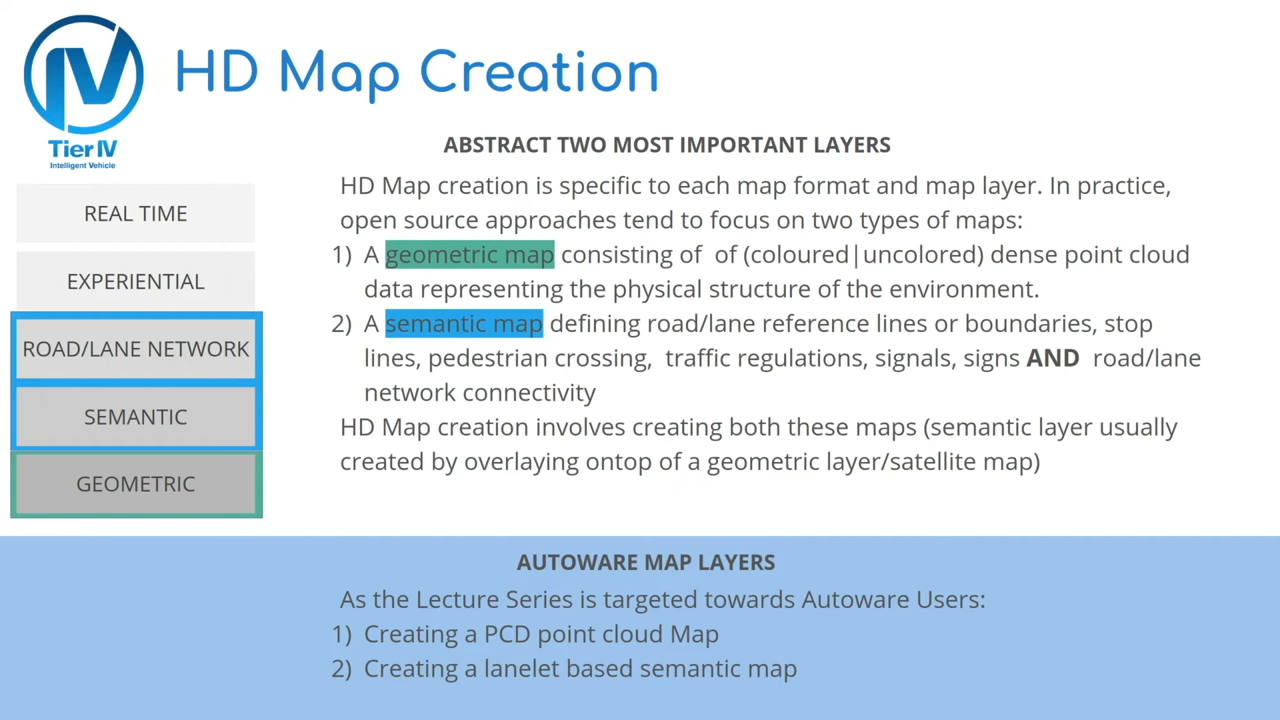 HD Map Creation
Tier IV
Intelligent Vehicle
REAL TIME
EXPERIENTIAL
ROAD/LANE NETWORK
SEMANTIC
GEOMETRIC
ABSTRACT TWO MOST IMPORTANT LAYERS
HD Map creation is specific to each map format and map layer. In practice,
open source approaches tend to focus on two types of maps:
1) A geometric map consisting of  of (coloured|uncolored) dense point cloud
data representing the physical structure of the environment.
2) A semantic map defining road/lane reference lines or boundaries, stop
lines, pedestrian crossing,  traffic regulations, signals, signs AND  road/lane
network connectivity
HD Map creation involves creating both these maps (semantic layer usually
created by overlaying ontop of a geometric layer/satellite map)
AUTOWARE MAP LAYERS
As the Lecture Series is targeted towards Autoware Users:
1) Creating a PCD point cloud Map
2) Creating a lanelet based semantic map